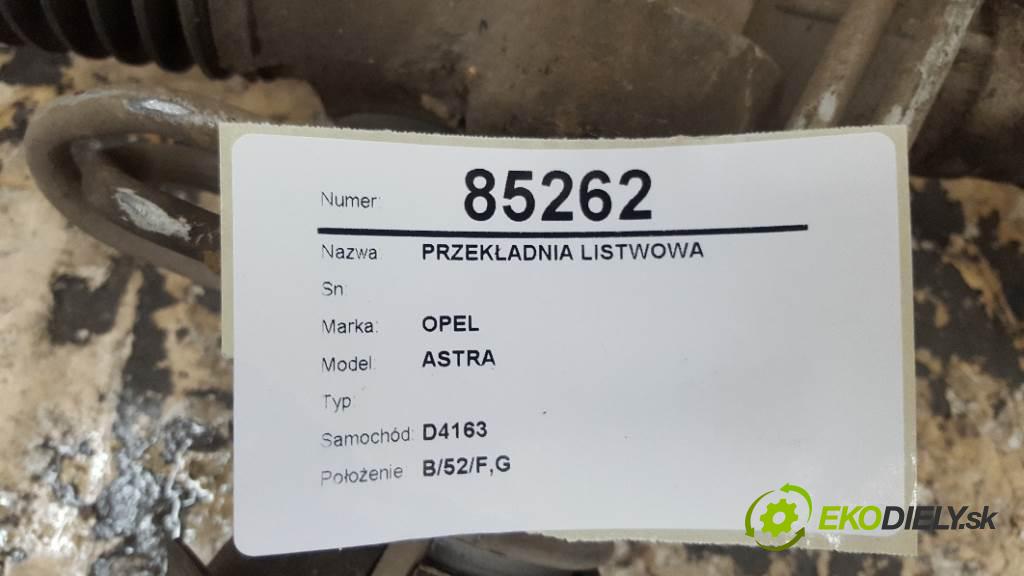 Numer: 85262
Nazwa: PRZEKŁADNIA LISTWOWA
Sn:
Marka: OPEL
Model: ASTRA
Typ:
Samochód: D4163
Położenie B/52/F,G
EKODIELY.sk